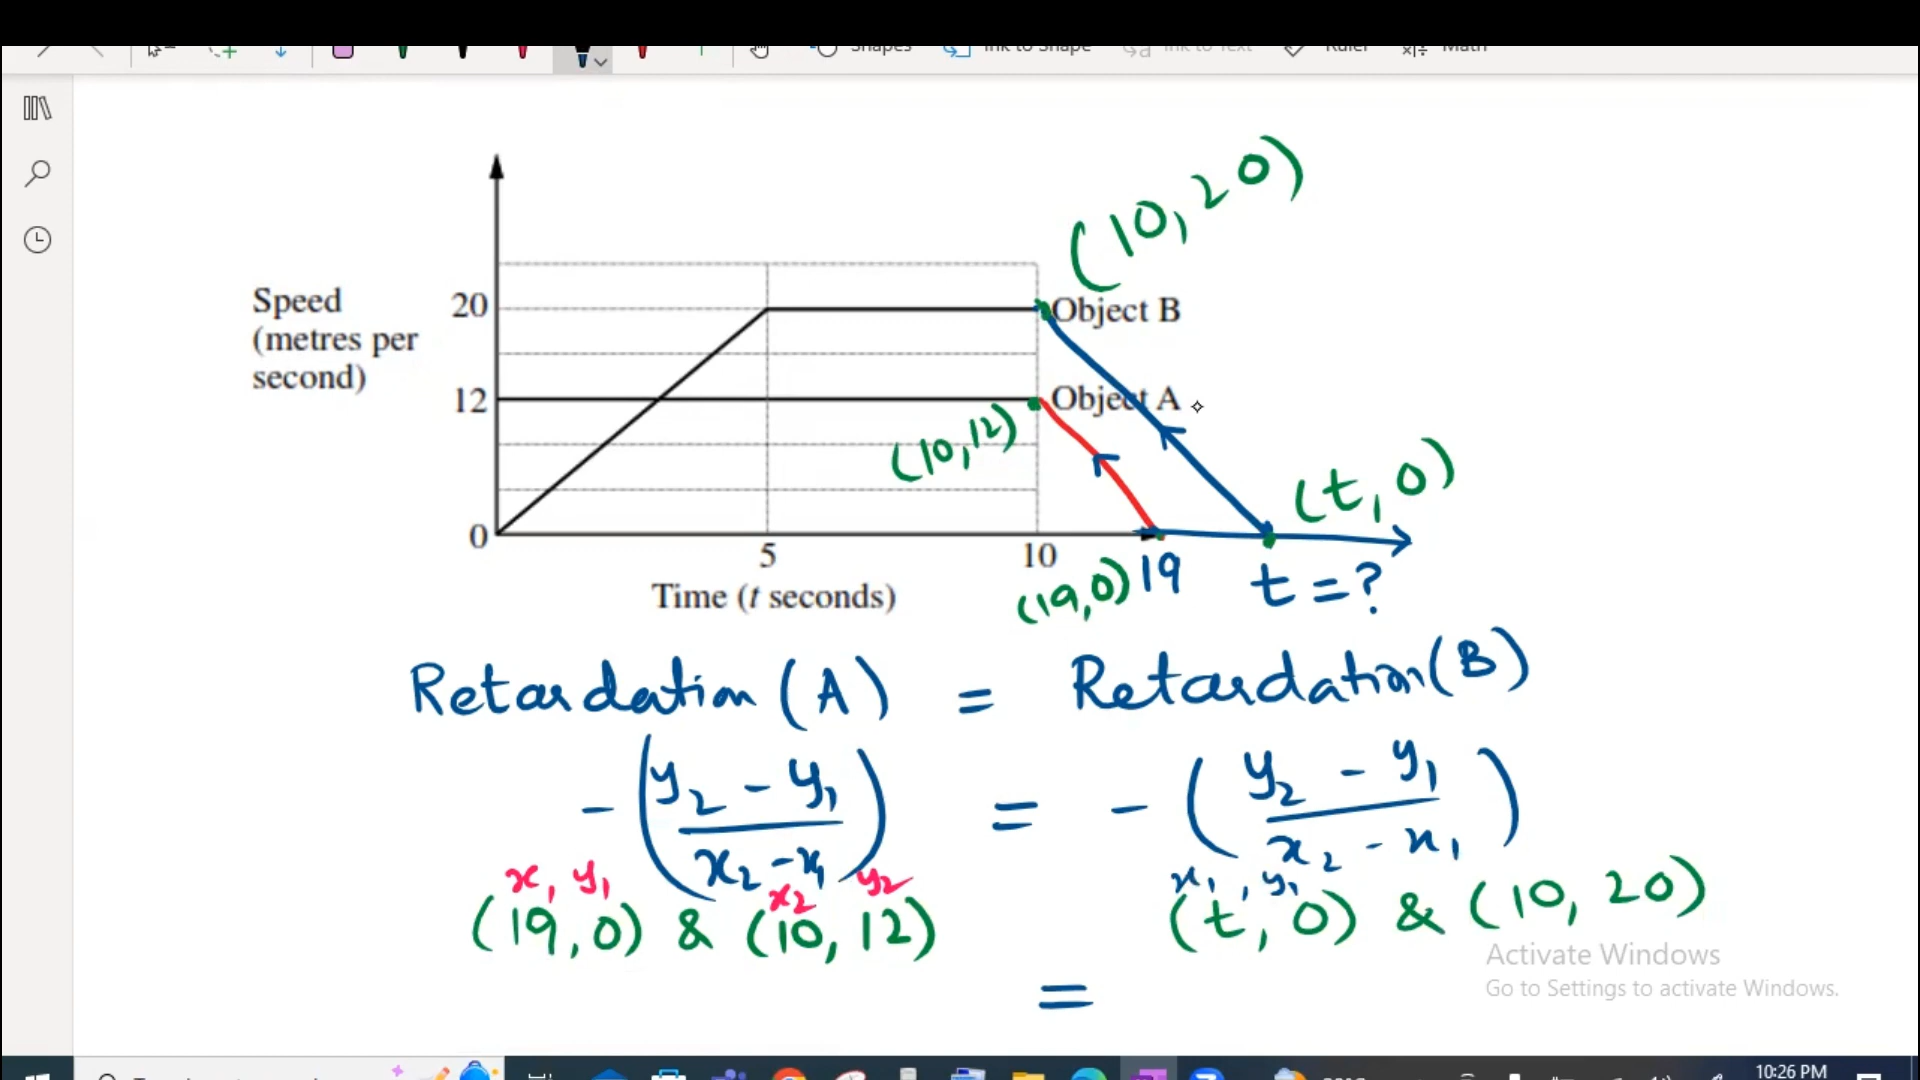 Shapes Ink to Shape Ink to Text Ruler Math
(10, 20)
Speed
(metres per
second)
20
12
0
Object B
Object A
(10, 12)
(t, 0)
5
10
(19, 0) 19
t = ?
Time (t seconds)
Retardation (A) = Retardation (B)
- (y2 - y1 / x2 - x1) = - (y2 - y1 / x2 - x1)
x, y1 x2 y2 x1, y1
(19, 0) & (10, 12) (t, 0) & (10, 20)
=
Activate Windows
Go to Settings to activate Windows.
10:26 PM